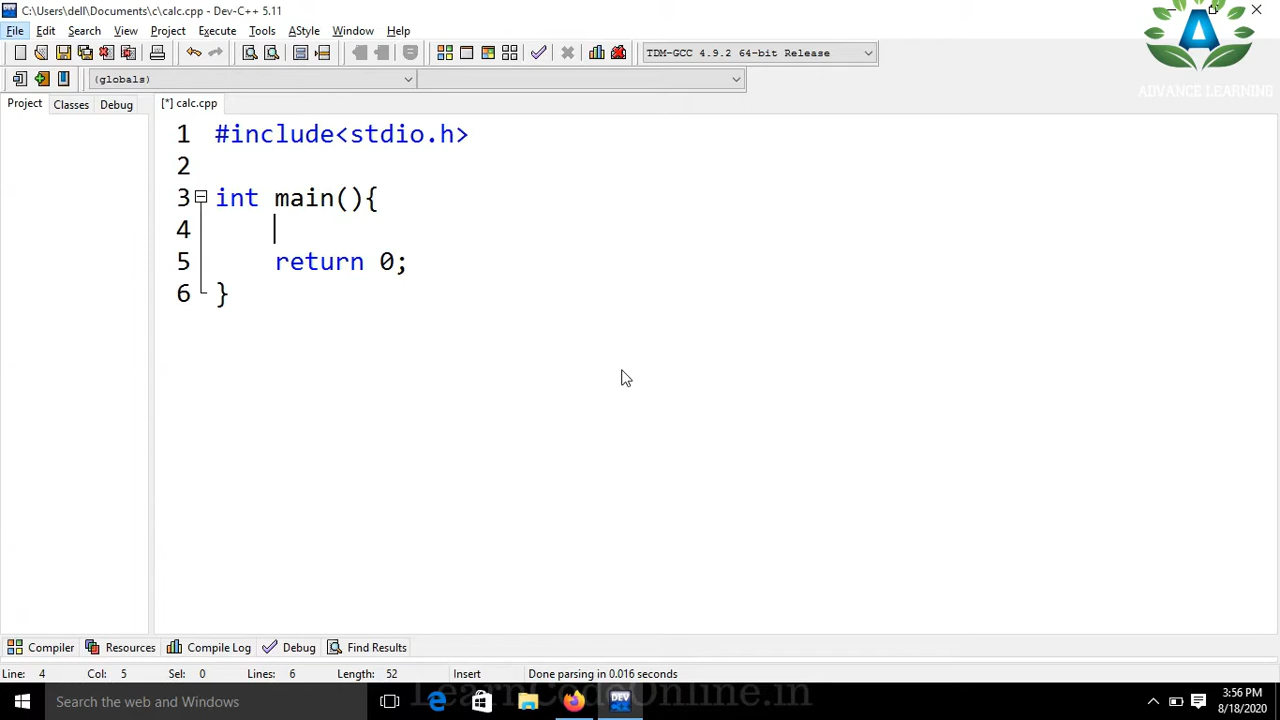 C:\Users\dell\Documents\c\calc.cpp - Dev-C++ 5.11
File Edit Search View Project Execute Tools AStyle Window Help
TDM-GCC 4.9.2 64-bit Release
(globals)
ADVANCE LEARNING
Project Classes Debug [*] calc.cpp
1 #include<stdio.h>
2
3 int main(){
4
5 return 0;
6 }
Compiler Resources Compile Log Debug Find Results
Line: 4 Col: 5 Sel: 0 Lines: 6 Length: 52 Insert Done parsing in 0.016 seconds
LearnCodeOnline.in
Search the web and Windows
DEV
3:56 PM
8/18/2020